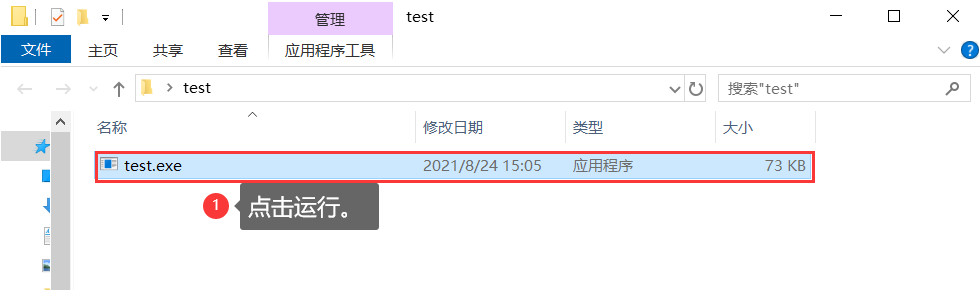 管理
test
文件
主页
共享
查看
应用程序工具
?
test
搜索"test"
名称
修改日期
类型
大小
test.exe
2021/8/24 15:05
应用程序
73 KB
1
点击运行。